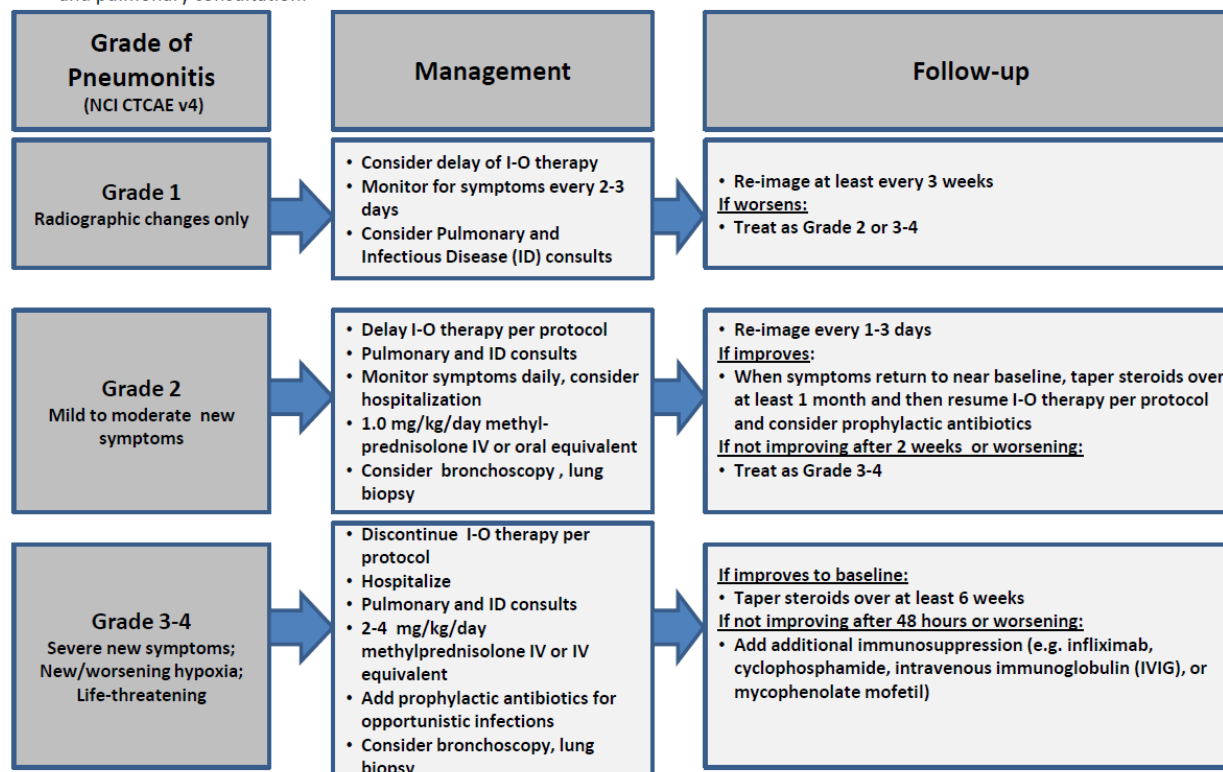 and pulmonary consultation.
Grade of
Pneumonitis
(NCI CTCAE v4)
Management
Follow-up
Grade 1
Radiographic changes only
• Consider delay of I-O therapy
• Monitor for symptoms every 2-3
days
• Consider Pulmonary and
Infectious Disease (ID) consults
• Re-image at least every 3 weeks
If worsens:
• Treat as Grade 2 or 3-4
Grade 2
Mild to moderate new
symptoms
• Delay I-O therapy per protocol
• Pulmonary and ID consults
• Monitor symptoms daily, consider
hospitalization
• 1.0 mg/kg/day methyl-
prednisolone IV or oral equivalent
• Consider bronchoscopy , lung
biopsy
• Re-image every 1-3 days
If improves:
• When symptoms return to near baseline, taper steroids over
at least 1 month and then resume I-O therapy per protocol
and consider prophylactic antibiotics
If not improving after 2 weeks or worsening:
• Treat as Grade 3-4
Grade 3-4
Severe new symptoms;
New/worsening hypoxia;
Life-threatening
• Discontinue I-O therapy per
protocol
• Hospitalize
• Pulmonary and ID consults
• 2-4 mg/kg/day
methylprednisolone IV or IV
equivalent
• Add prophylactic antibiotics for
opportunistic infections
• Consider bronchoscopy, lung
biopsy
If improves to baseline:
• Taper steroids over at least 6 weeks
If not improving after 48 hours or worsening:
• Add additional immunosuppression (e.g. infliximab,
cyclophosphamide, intravenous immunoglobulin (IVIG), or
mycophenolate mofetil)